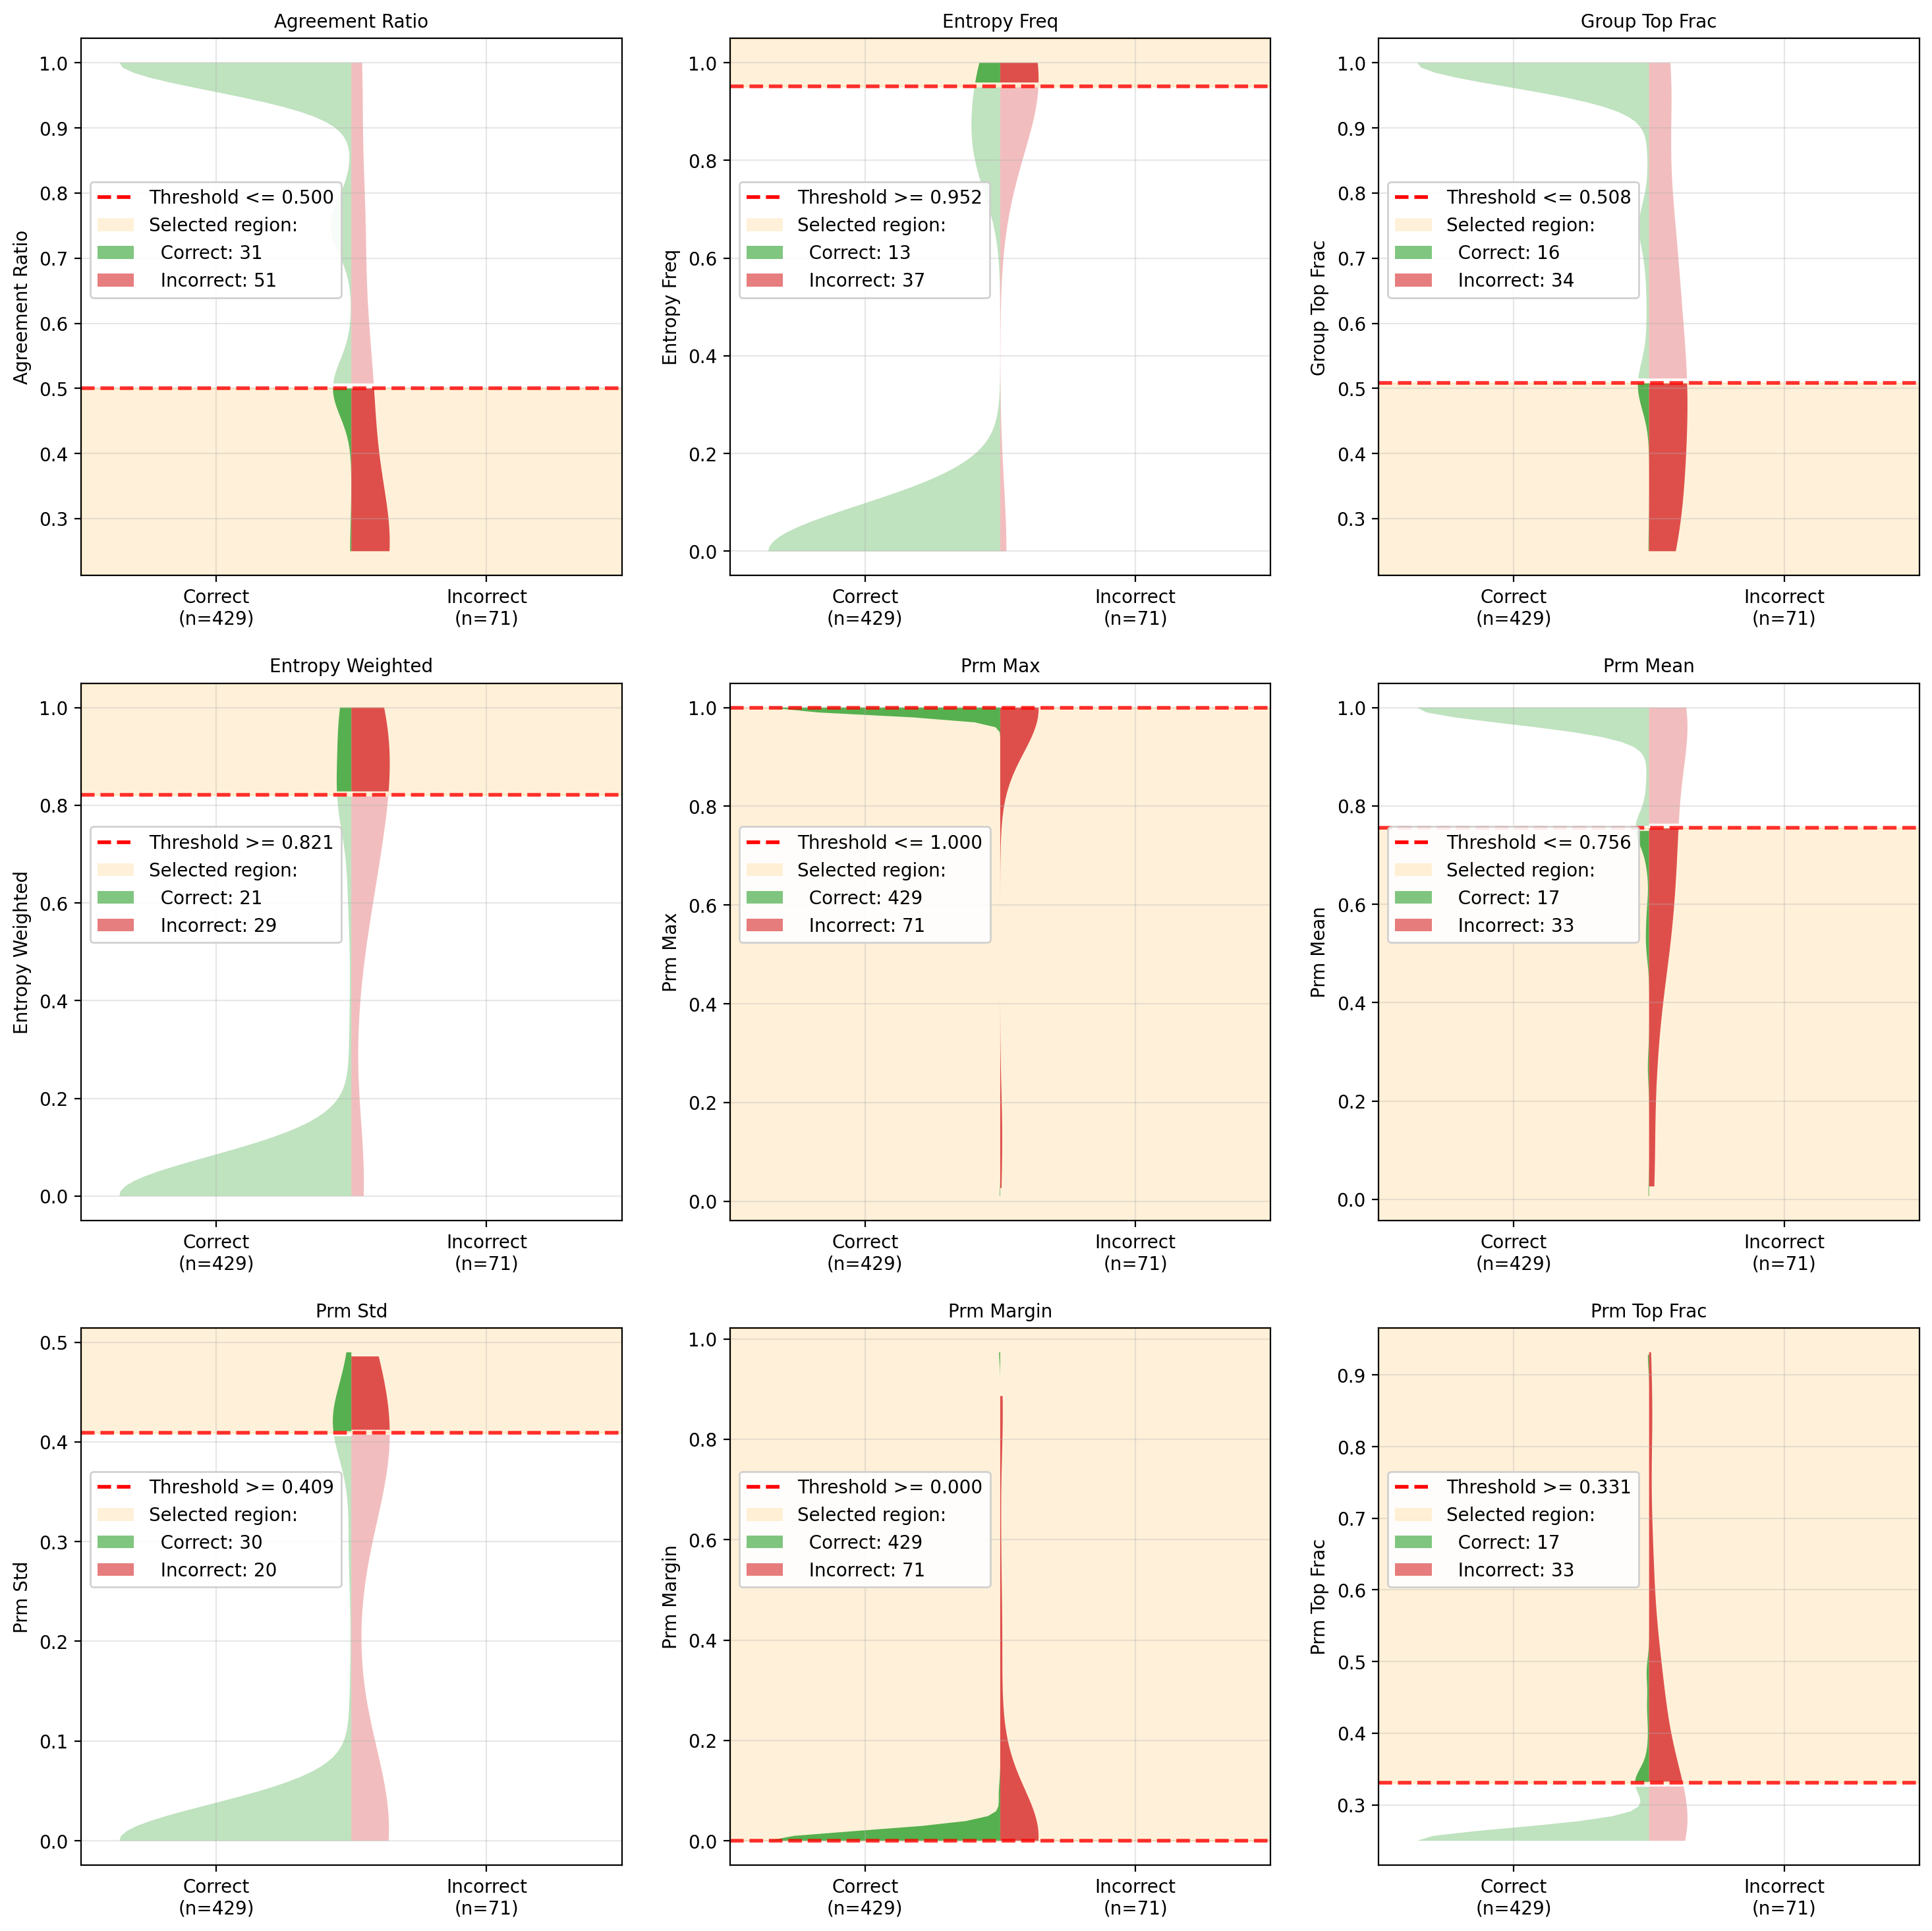 Agreement Ratio
1.0
0.9
0.8
0.7
0.6
0.5
0.4
0.3
Agreement Ratio
Threshold <= 0.500
Selected region:
Correct: 31
Incorrect: 51
Correct
(n=429)
Incorrect
(n=71)
Entropy Freq
1.0
0.8
0.6
0.4
0.2
0.0
Entropy Freq
Threshold >= 0.952
Selected region:
Correct: 13
Incorrect: 37
Correct
(n=429)
Incorrect
(n=71)
Group Top Frac
1.0
0.9
0.8
0.7
0.6
0.5
0.4
0.3
Group Top Frac
Threshold <= 0.508
Selected region:
Correct: 16
Incorrect: 34
Correct
(n=429)
Incorrect
(n=71)
Entropy Weighted
1.0
0.8
0.6
0.4
0.2
0.0
Entropy Weighted
Threshold >= 0.821
Selected region:
Correct: 21
Incorrect: 29
Correct
(n=429)
Incorrect
(n=71)
Prm Max
1.0
0.8
0.6
0.4
0.2
0.0
Prm Max
Threshold <= 1.000
Selected region:
Correct: 429
Incorrect: 71
Correct
(n=429)
Incorrect
(n=71)
Prm Mean
1.0
0.8
0.6
0.4
0.2
0.0
Prm Mean
Threshold <= 0.756
Selected region:
Correct: 17
Incorrect: 33
Correct
(n=429)
Incorrect
(n=71)
Prm Std
0.5
0.4
0.3
0.2
0.1
0.0
Prm Std
Threshold >= 0.409
Selected region:
Correct: 30
Incorrect: 20
Correct
(n=429)
Incorrect
(n=71)
Prm Margin
1.0
0.8
0.6
0.4
0.2
0.0
Prm Margin
Threshold >= 0.000
Selected region:
Correct: 429
Incorrect: 71
Correct
(n=429)
Incorrect
(n=71)
Prm Top Frac
0.9
0.8
0.7
0.6
0.5
0.4
0.3
Prm Top Frac
Threshold >= 0.331
Selected region:
Correct: 17
Incorrect: 33
Correct
(n=429)
Incorrect
(n=71)